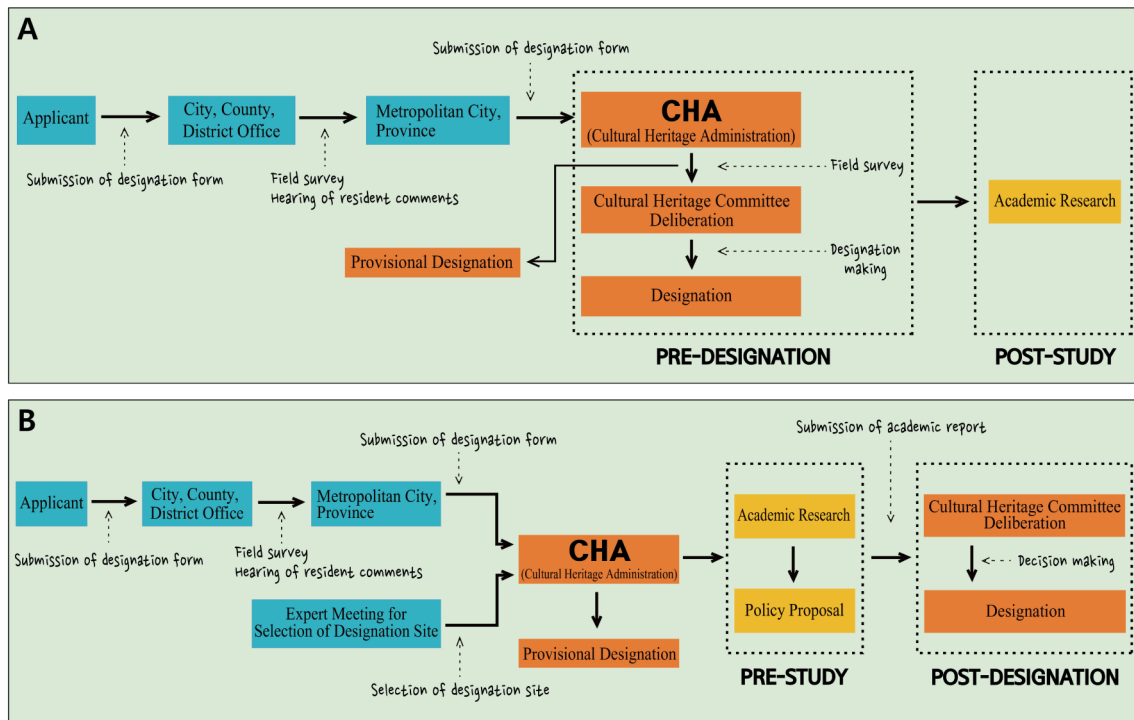 A
Submission of designation form
Applicant
City, County,
District Office
Metropolitan City,
Province
CHA
(Cultural Heritage Administration)
Submission of designation form
Field survey
Hearing of resident comments
Field survey
Cultural Heritage Committee
Deliberation
Academic Research
Provisional Designation
Designation
making
Designation
PRE-DESIGNATION
POST-STUDY
B
Submission of designation form
Submission of academic report
Applicant
City, County,
District Office
Metropolitan City,
Province
Submission of designation form
Field survey
Hearing of resident comments
CHA
(Cultural Heritage Administration)
Expert Meeting for
Selection of Designation Site
Provisional Designation
Selection of designation site
Academic Research
Policy Proposal
PRE-STUDY
Cultural Heritage Committee
Deliberation
Decision making
Designation
POST-DESIGNATION